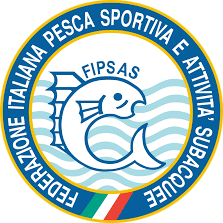 FEDERAZIONE ITALIANA PESCA SPORTIVA E ATTIVITA' SUBACQUEE
FIPSAS